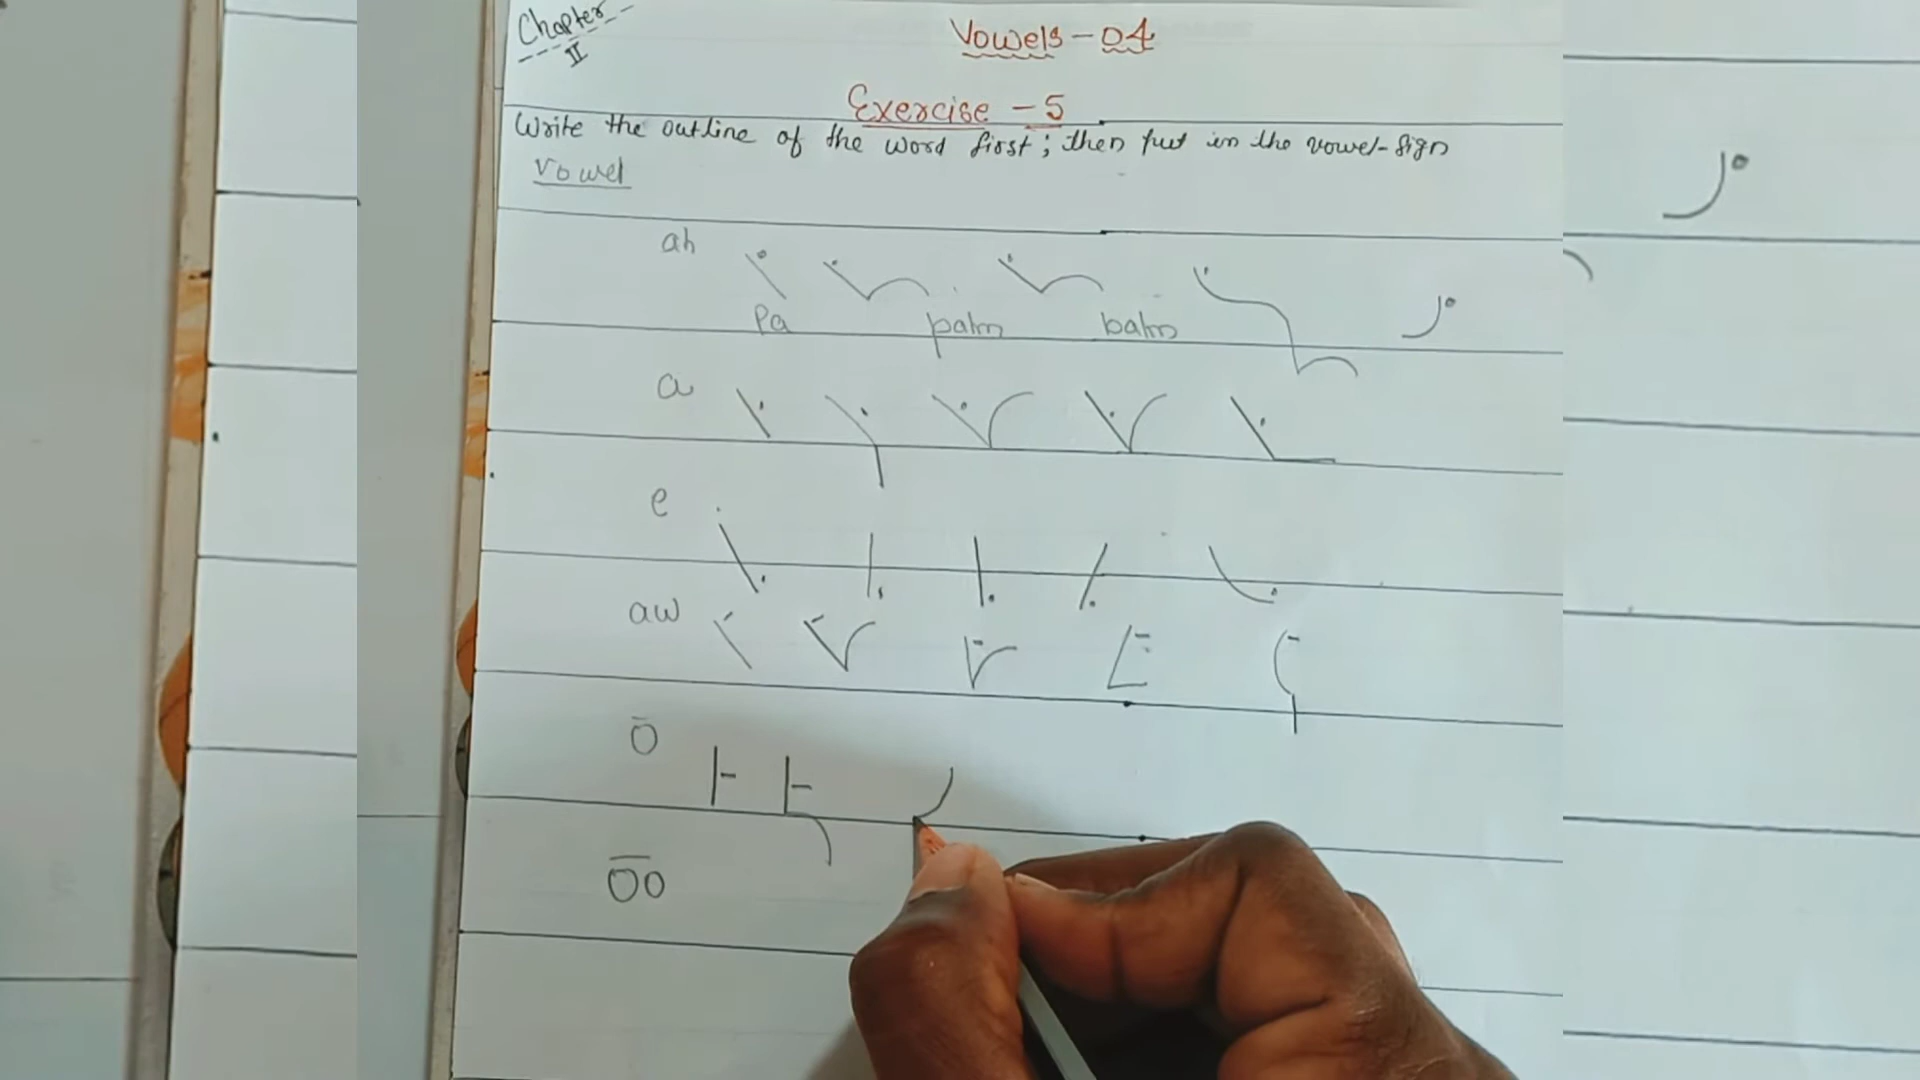 Chapter
II
Vowels - 04
Exercise - 5
Write the outline of the word first; then put in the vowel-sign
Vowel
ah
Pa palm balm
a
e
aw
ō
ōō